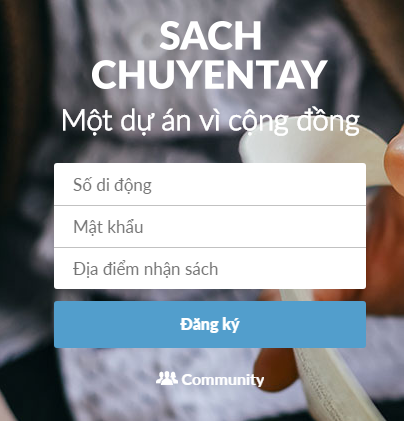 SACH
CHUYENTAY
Một dự án vì cộng đồng
Số di động
Mật khẩu
Địa điểm nhận sách
Đăng ký
Community